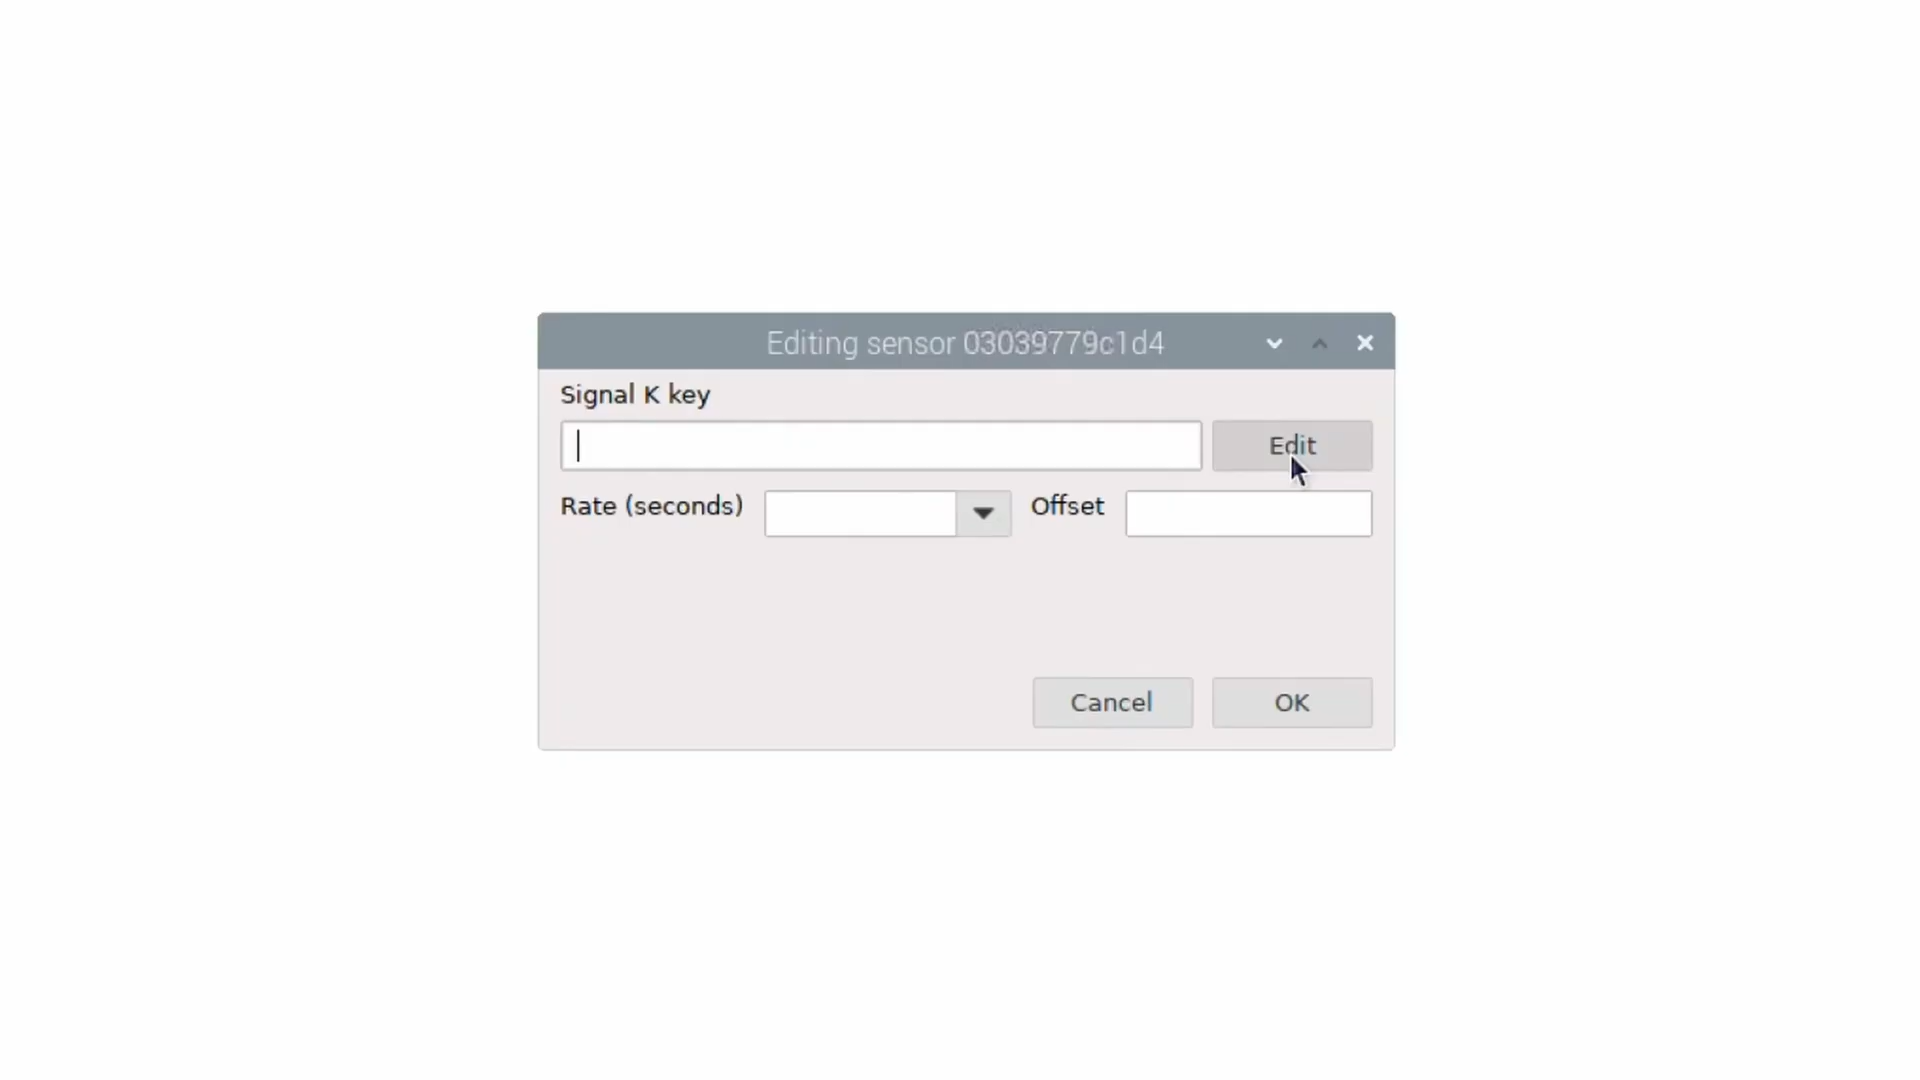 Editing sensor 03039779c1d4
Signal K key
Edit
Rate (seconds)
Offset
Cancel
OK